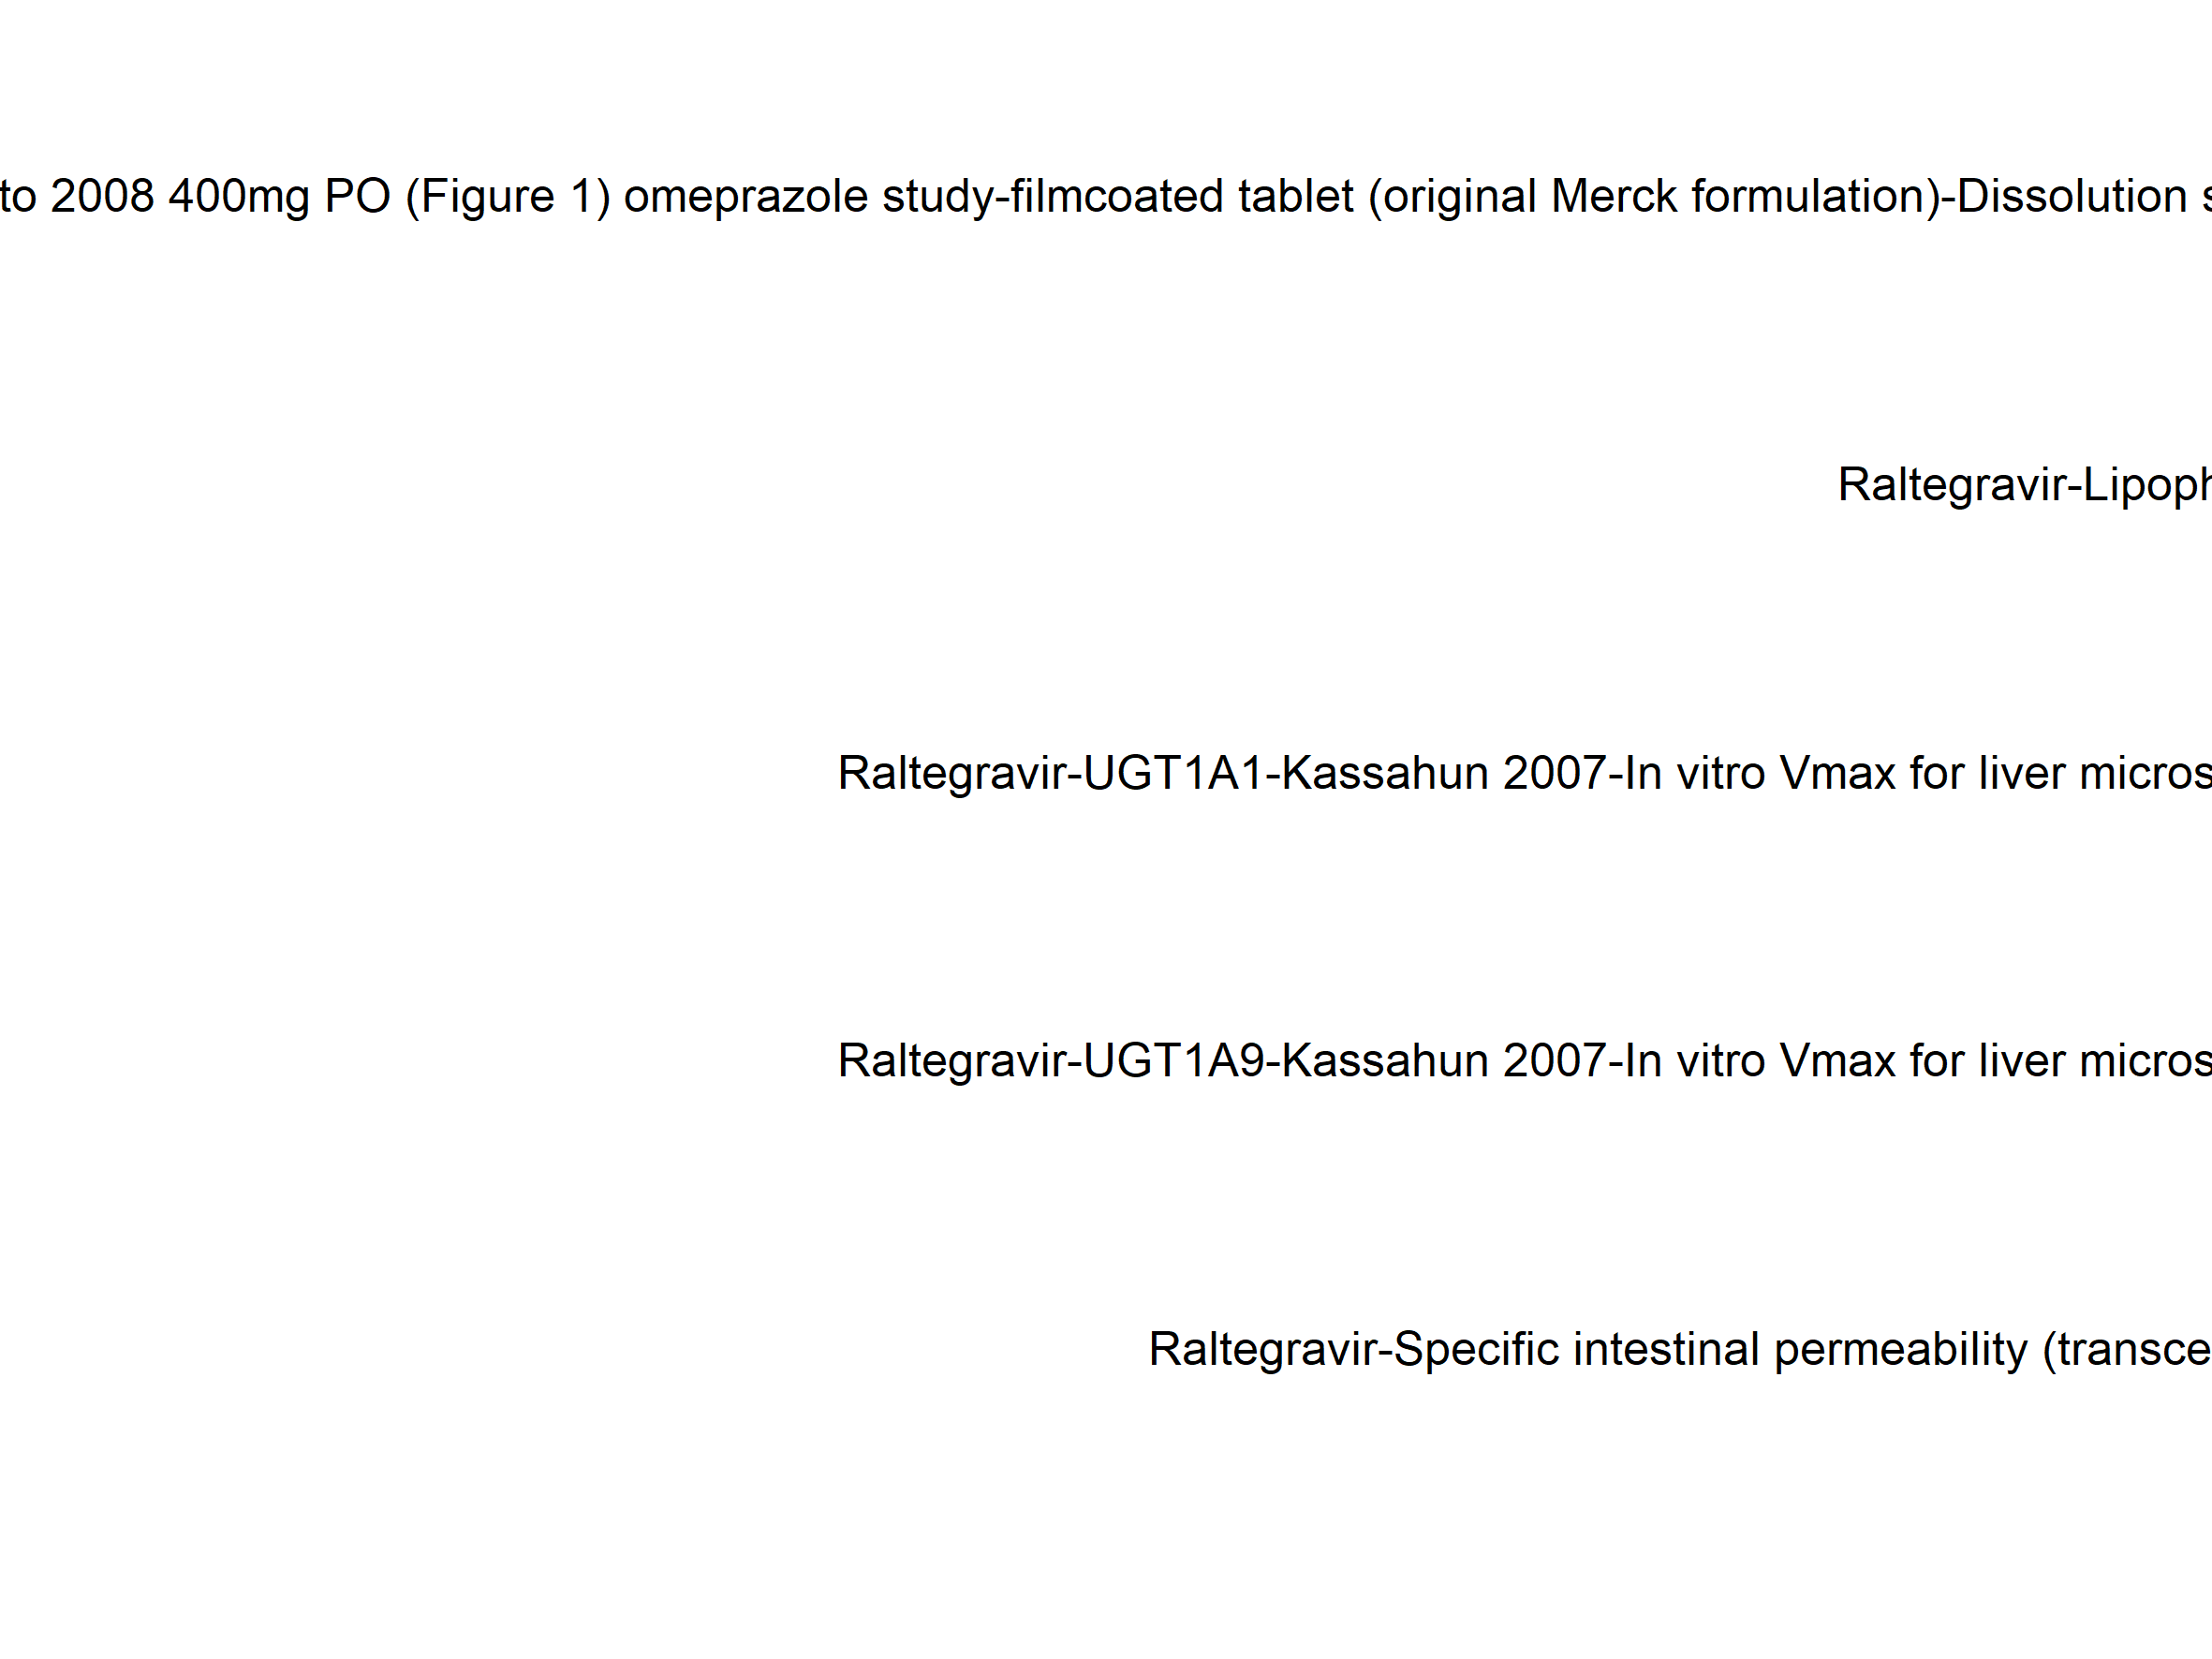 to 2008 400mg PO (Figure 1) omeprazole study-filmcoated tablet (original Merck formulation)-Dissolution s
Raltegravir-Lipoph
Raltegravir-UGT1A1-Kassahun 2007-In vitro Vmax for liver micros
Raltegravir-UGT1A9-Kassahun 2007-In vitro Vmax for liver micros
Raltegravir-Specific intestinal permeability (transce